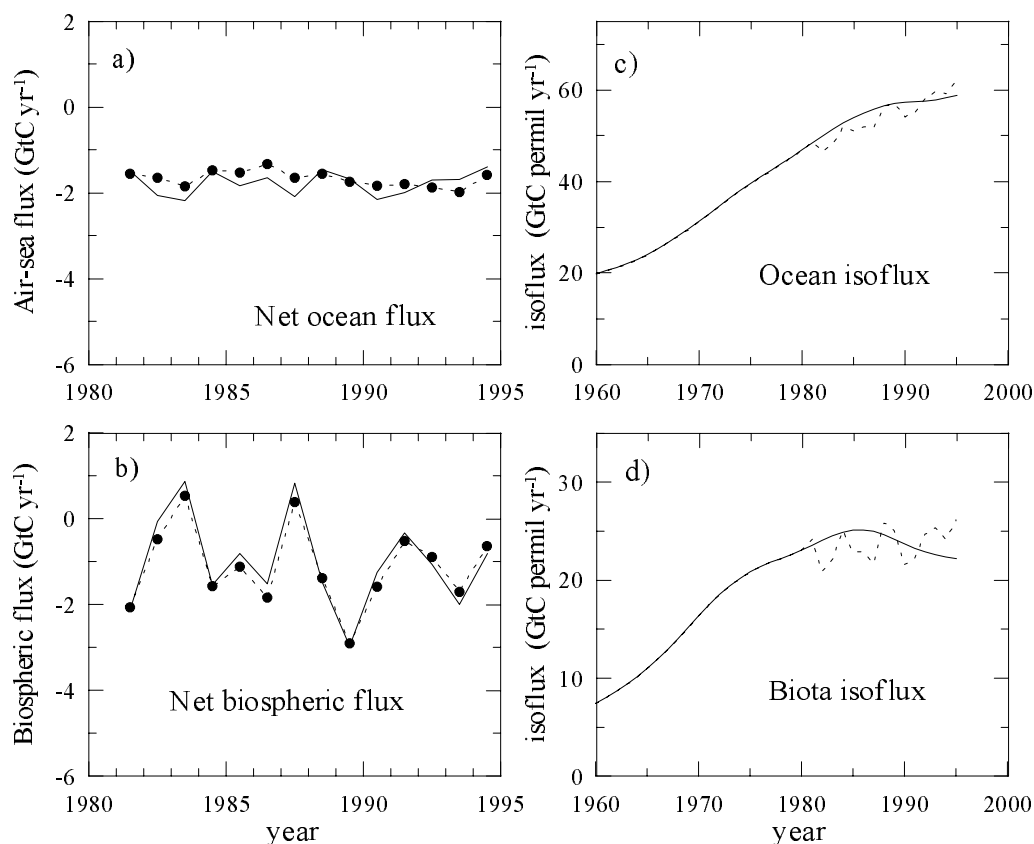 a)
Air-sea flux (GtC yr⁻¹)
2
0
-2
-4
-6
Net ocean flux
1980 1985 1990 1995
c)
isoflux (GtC permil yr⁻¹)
60
40
20
0
Ocean isoflux
1960 1970 1980 1990 2000
b)
Biospheric flux (GtC yr⁻¹)
2
0
-2
-4
-6
Net biospheric flux
1980 1985 1990 1995
year
d)
isoflux (GtC permil yr⁻¹)
30
20
10
0
Biota isoflux
1960 1970 1980 1990 2000
year